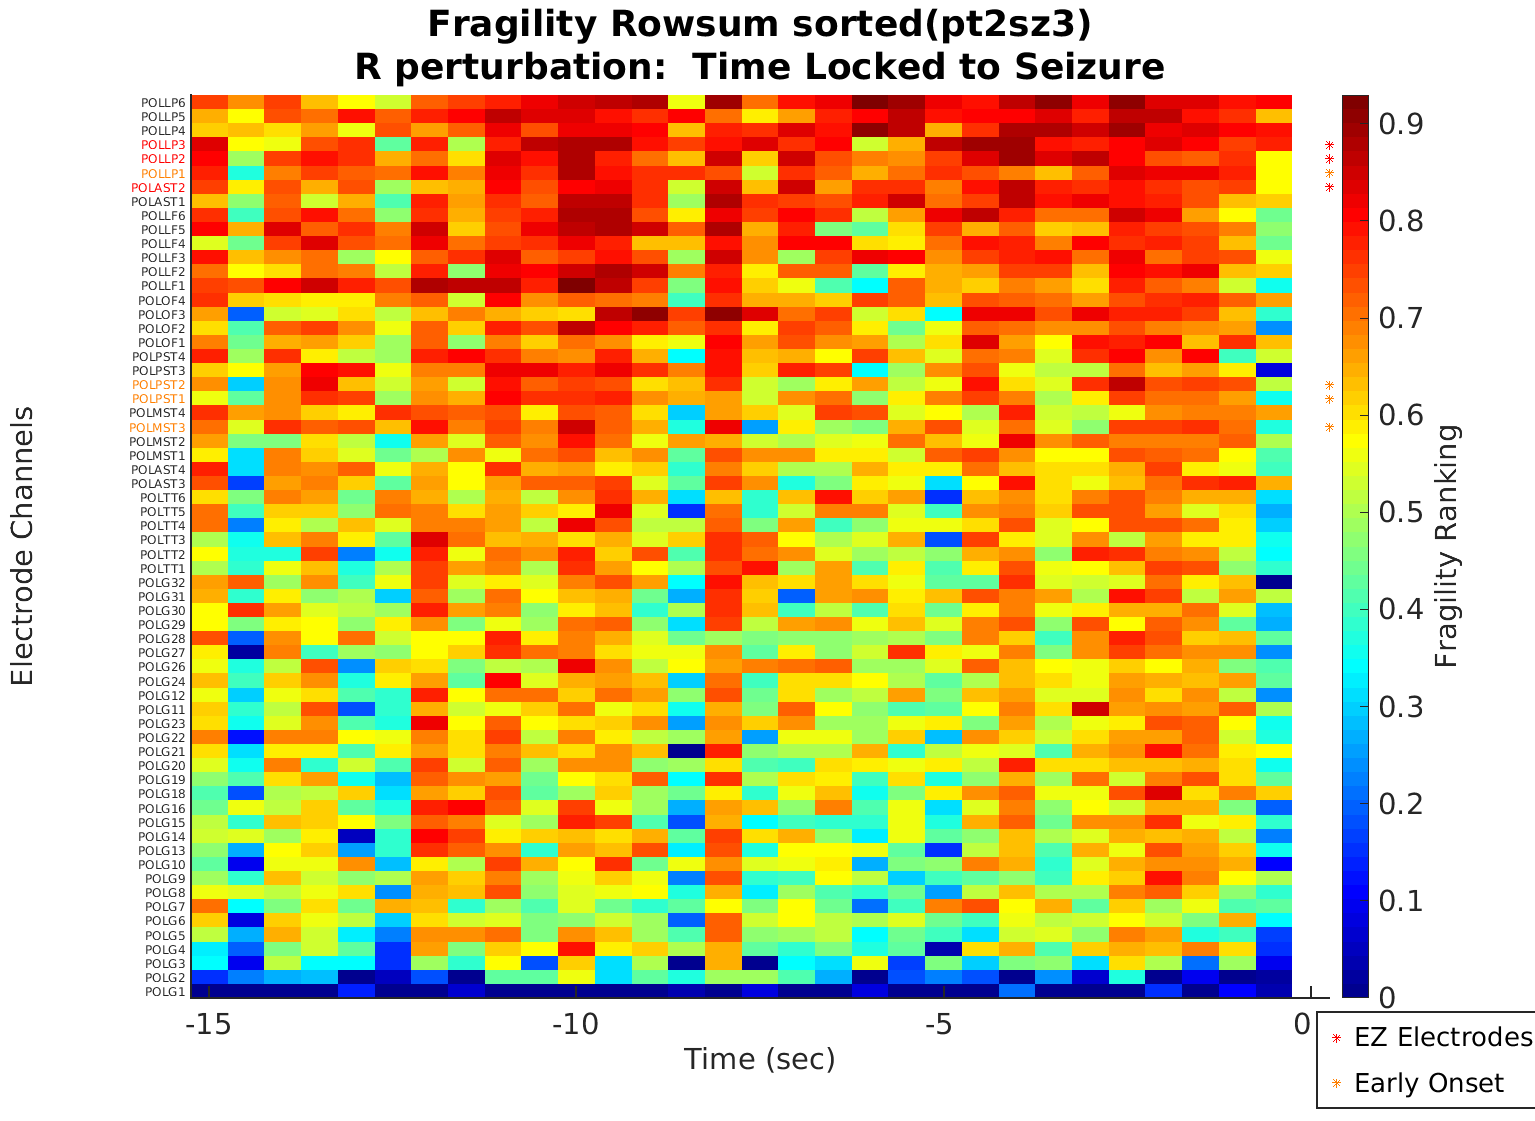 Fragility Rowsum sorted(pt2sz3)
R perturbation:  Time Locked to Seizure
Electrode Channels
POLLP6
POLLP5
POLLP4
POLLP3
POLLP2
POLLP1
POLAST2
POLAST1
POLLF6
POLLF5
POLLF4
POLLF3
POLLF2
POLLF1
POLOF4
POLOF3
POLOF2
POLOF1
POLPST4
POLPST3
POLPST2
POLPST1
POLMST4
POLMST3
POLMST2
POLMST1
POLAST4
POLAST3
POLTT6
POLTT5
POLTT4
POLTT3
POLTT2
POLTT1
POLG32
POLG31
POLG30
POLG29
POLG28
POLG27
POLG26
POLG24
POLG12
POLG11
POLG23
POLG22
POLG21
POLG20
POLG19
POLG18
POLG16
POLG15
POLG14
POLG13
POLG10
POLG9
POLG8
POLG7
POLG6
POLG5
POLG4
POLG3
POLG2
POLG1
-15
-10
-5
0
Time (sec)
0.9
0.8
0.7
0.6
0.5
0.4
0.3
0.2
0.1
0
Fragility Ranking
EZ Electrodes
Early Onset